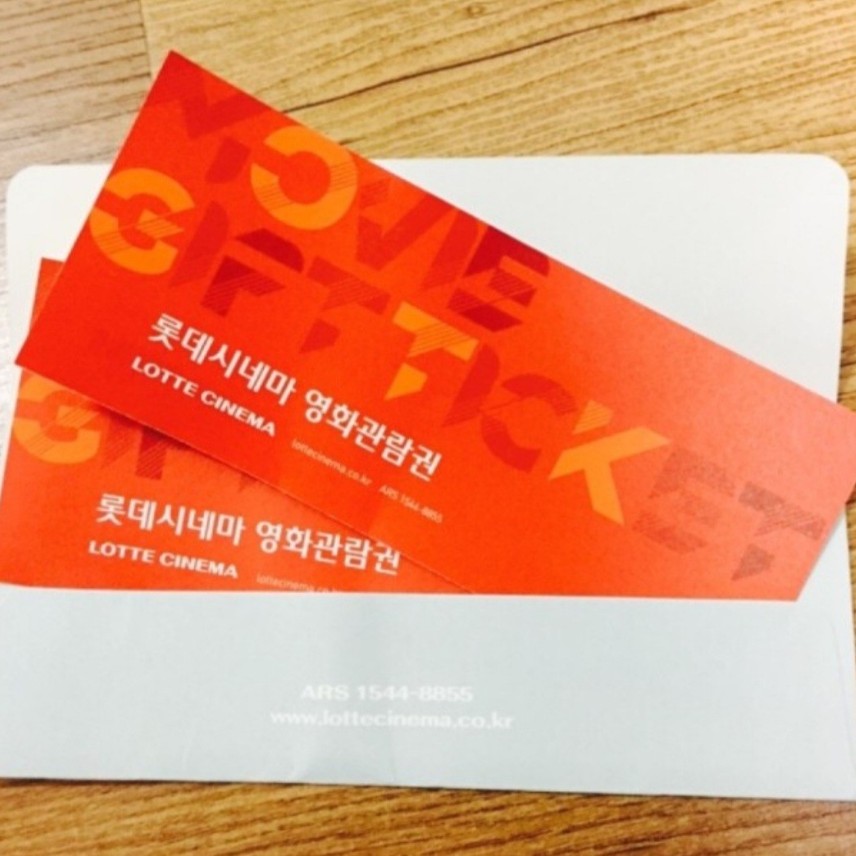 MOVIE
GIFT TICKET
롯데시네마 영화관람권
LOTTE CINEMA
lottecinema.co.kr ARS 1544-8855
롯데시네마 영화관람권
LOTTE CINEMA
lottecinema.co.k
ARS 1544-8855
www.lottecinema.co.kr